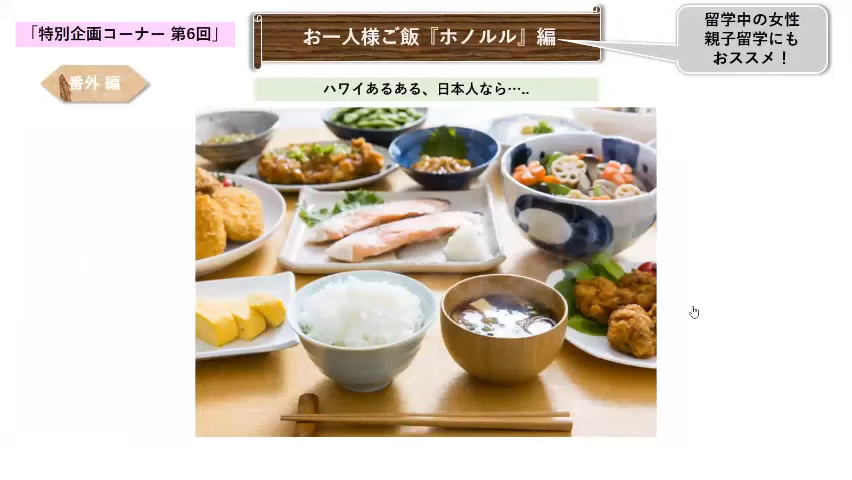 「特別企画コーナー 第6回」
お一人様ご飯『ホノルル』編
留学中の女性
親子留学にも
おススメ！
番外 編
ハワイあるある、日本人なら…..